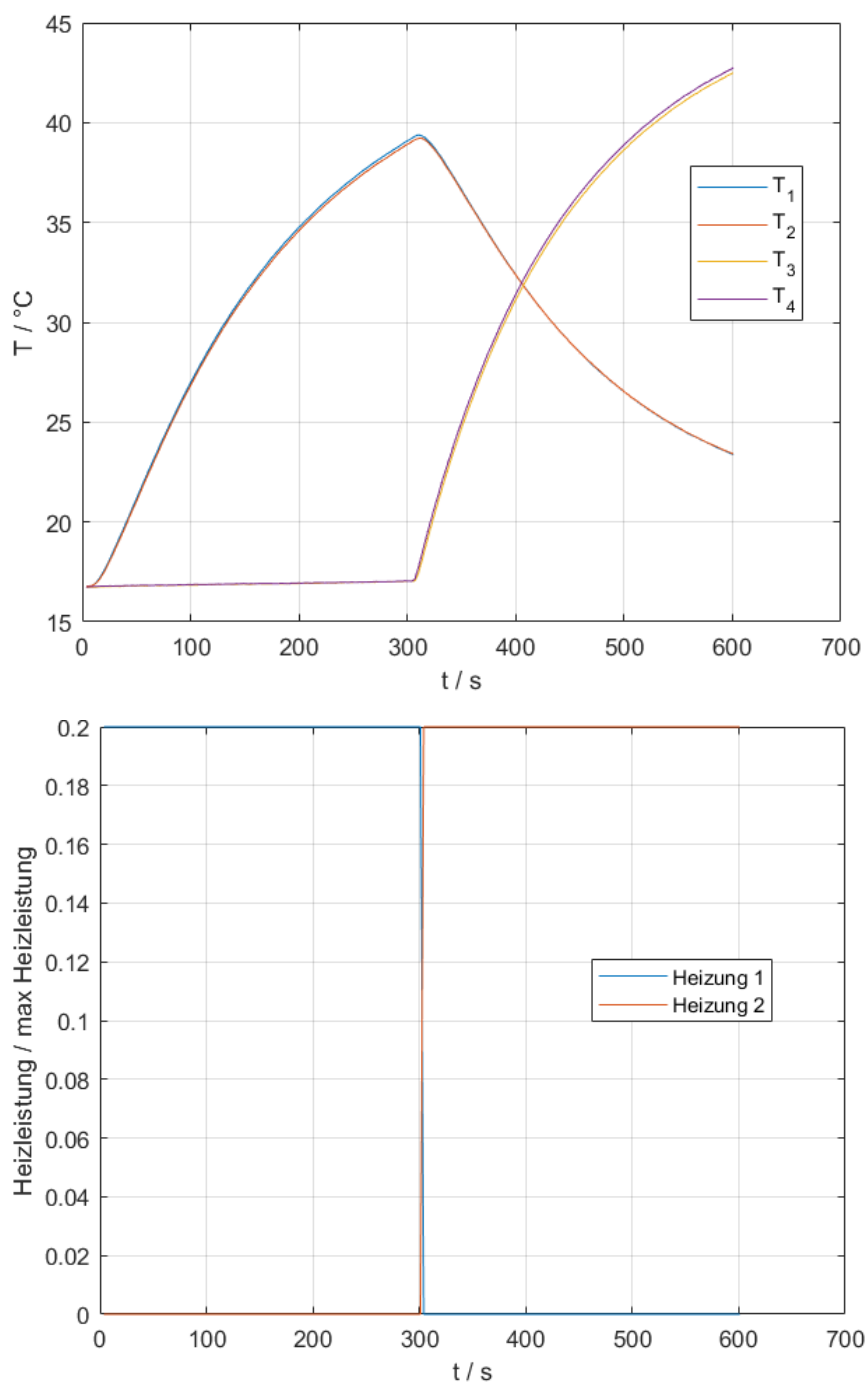 45
40
35
30
25
20
15
T / °C
T1
T2
T3
T4
0 100 200 300 400 500 600 700
t / s
0.2
0.18
0.16
0.14
0.12
0.1
0.08
0.06
0.04
0.02
0
Heizleistung / max Heizleistung
Heizung 1
Heizung 2
0 100 200 300 400 500 600 700
t / s